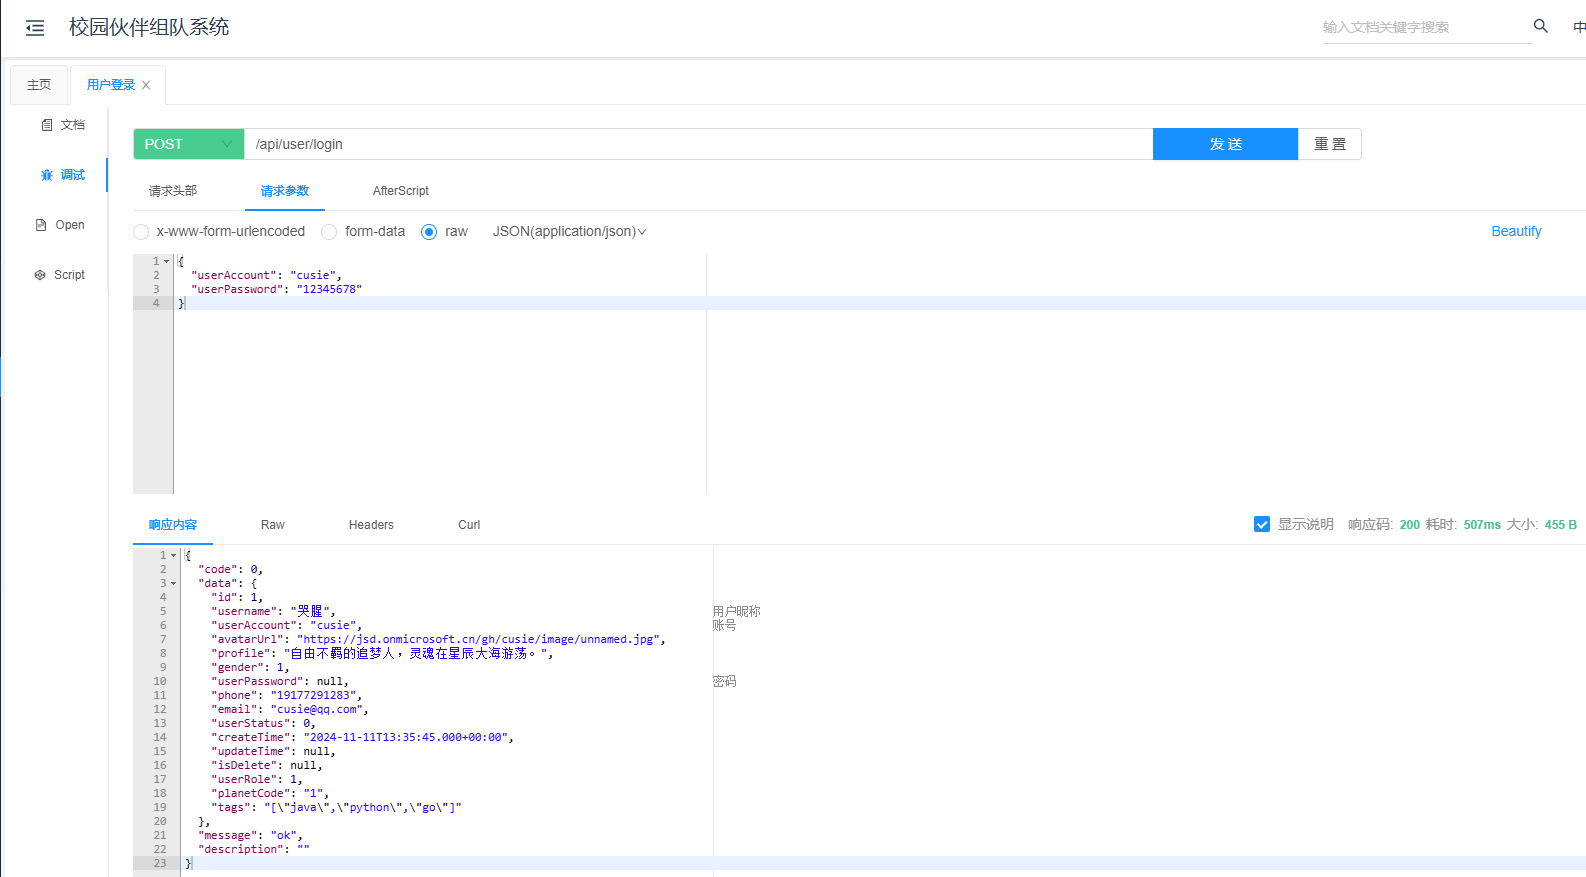 校园伙伴组队系统
输入文档关键字搜索
中
主页
用户登录
文档
调试
Open
Script
POST
/api/user/login
发 送
重 置
请求头部
请求参数
AfterScript
x-www-form-urlencoded
form-data
raw
JSON(application/json)
Beautify
1 {
2 "userAccount": "cusie",
3 "userPassword": "12345678"
4 }
响应内容
Raw
Headers
Curl
显示说明
响应码: 200 耗时: 507ms 大小: 455 B
1 {
2 "code": 0,
3 "data": {
4 "id": 1,
5 "username": "哭腥", 用户昵称
6 "userAccount": "cusie", 账号
7 "avatarUrl": "https://jsd.onmicrosoft.cn/gh/cusie/image/unnamed.jpg",
8 "profile": "自由不羁的追梦人，灵魂在星辰大海游荡。",
9 "gender": 1,
10 "userPassword": null, 密码
11 "phone": "19177291283",
12 "email": "cusie@qq.com",
13 "userStatus": 0,
14 "createTime": "2024-11-11T13:35:45.000+00:00",
15 "updateTime": null,
16 "isDelete": null,
17 "userRole": 1,
18 "planetCode": "1",
19 "tags": "[\"java\",\"python\",\"go\"]"
20 },
21 "message": "ok",
22 "description": ""
23 }